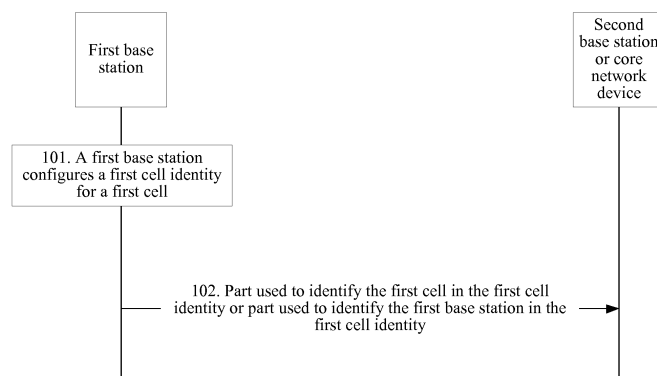 First base
station
Second
base station
or core
network
device
101. A first base station
configures a first cell identity
for a first cell
102. Part used to identify the first cell in the first cell
identity or part used to identify the first base station in the
first cell identity